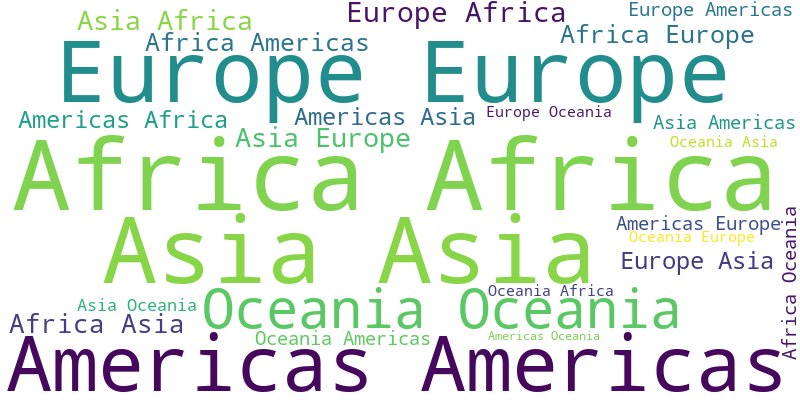 Asia Africa
Europe Africa
Europe Americas
Africa Americas
Africa Europe
Europe Europe
Americas Africa
Americas Asia
Europe Oceania
Asia Americas
Asia Europe
Oceania Asia
Africa Africa
Americas Europe
Oceania Europe
Asia Asia
Europe Asia
Africa Oceania
Oceania Africa
Asia Oceania
Oceania Oceania
Africa Asia
Oceania Americas
Americas Oceania
Americas Americas